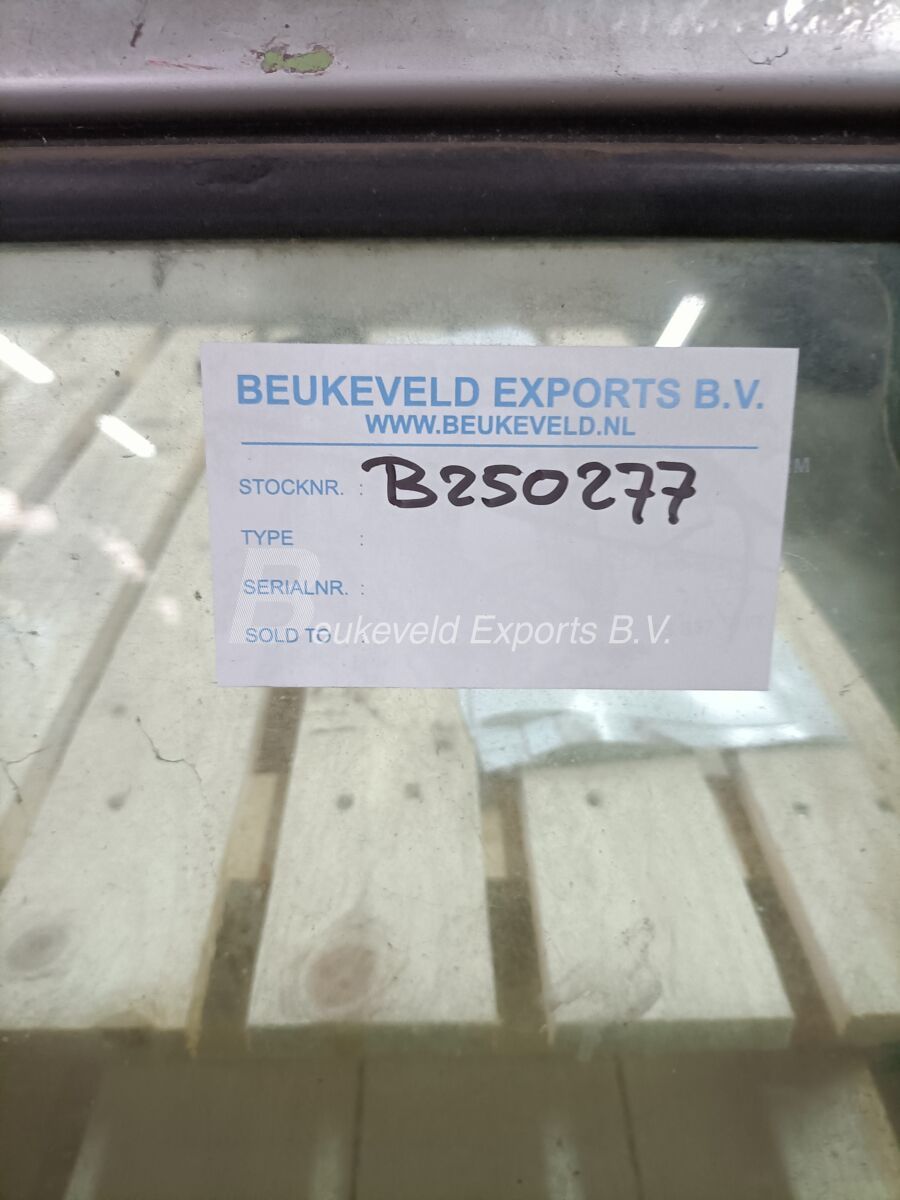 BEUKEVELD EXPORTS B.V.
WWW.BEUKEVELD.NL
STOCKNR. : B250277
TYPE :
SERIALNR. :
SOLD TO :
Beukeveld Exports B.V.